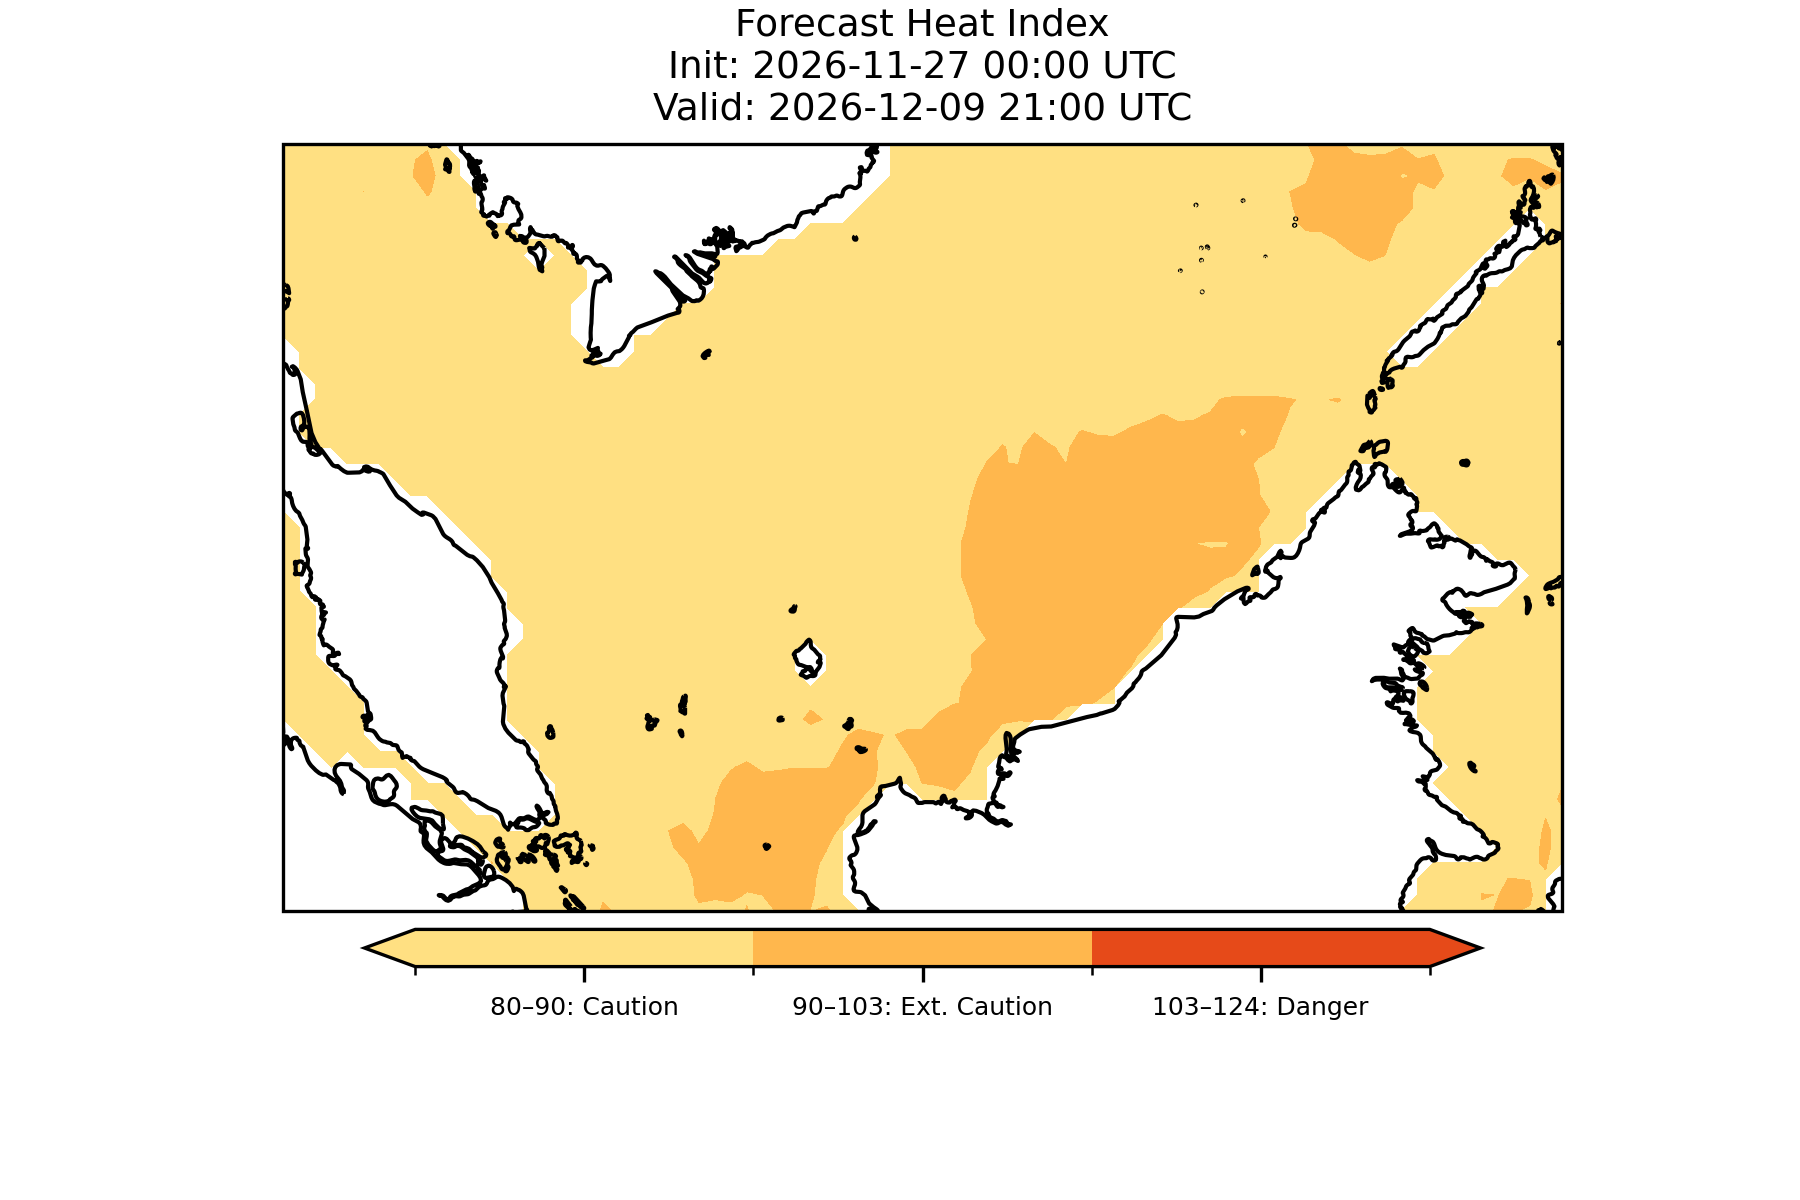 Forecast Heat Index
Init: 2026-11-27 00:00 UTC
Valid: 2026-12-09 21:00 UTC
80–90: Caution
90–103: Ext. Caution
103–124: Danger